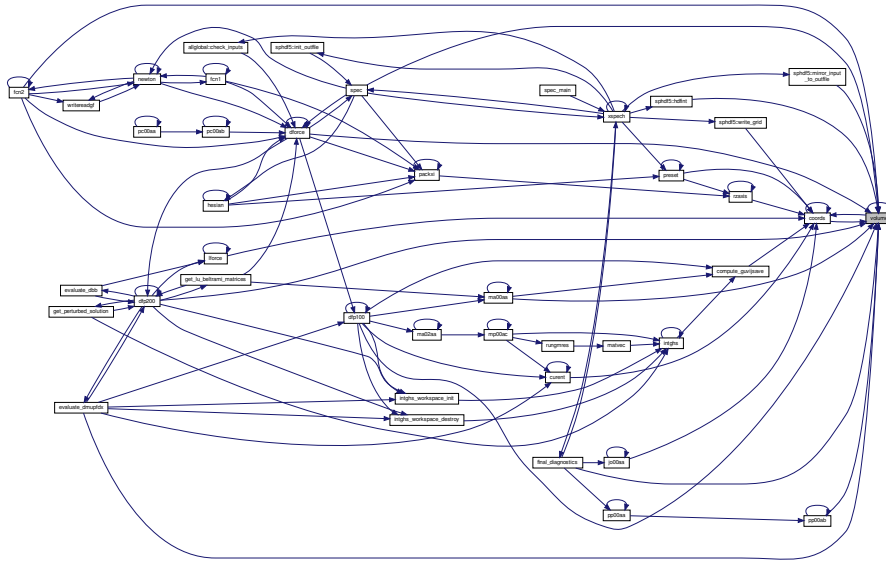 allglobal::check_inputs
sphdf5::init_outfile
sphdf5::mirror_input
_to_outfile
newton
fcn1
fcn2
spec
spec_main
writereadgf
sphdf5::hdfint
xspech
sphdf5::write_grid
pc00aa
pc00ab
dforce
packxi
preset
rzaxis
hesian
coords
volume
lforce
compute_guvijsave
get_lu_beltrami_matrices
evaluate_dbb
dfp200
ma00aa
get_perturbed_solution
dfp100
ma02aa
mp00ac
rungmres
matvec
intghs
curent
intghs_workspace_init
evaluate_dmupfdx
intghs_workspace_destroy
final_diagnostics
jo00aa
pp00aa
pp00ab